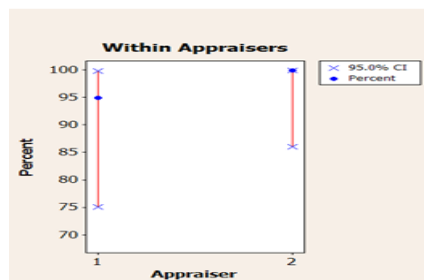 Within Appraisers
95.0% CI
Percent
100
95
90
85
80
75
70
Percent
1 2
Appraiser